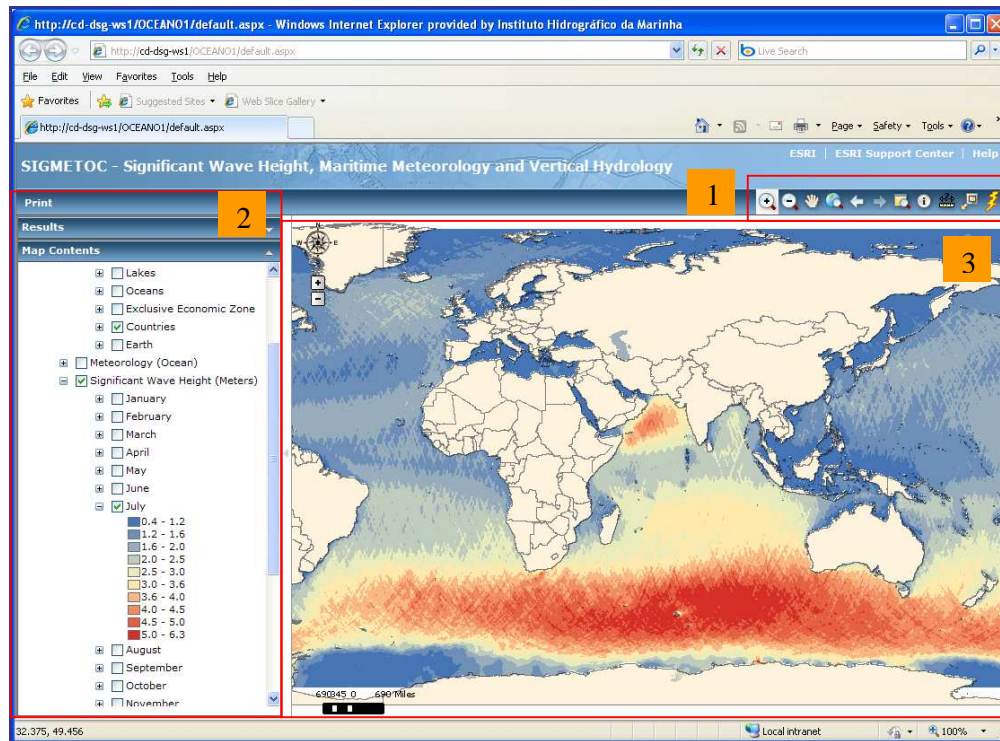 http://cd-dsg-ws1/OCEANO1/default.aspx - Windows Internet Explorer provided by Instituto Hidrográfico da Marinha
http://cd-dsg-ws1/OCEANO1/default.aspx
Live Search
File Edit View Favorites Tools Help
Favorites Suggested Sites Web Slice Gallery
http://cd-dsg-ws1/OCEANO1/default.aspx
Page Safety Tools »
ESRI | ESRI Support Center | Help
SIGMETOC - Significant Wave Height, Maritime Meteorology and Vertical Hydrology
1
Print
2
Results
Map Contents
3
N
W E
S
Lakes
Oceans
Exclusive Economic Zone
Countries
Earth
Meteorology (Ocean)
Significant Wave Height (Meters)
January
February
March
April
May
June
July
0.4 - 1.2
1.2 - 1.6
1.6 - 2.0
2.0 - 2.5
2.5 - 3.0
3.0 - 3.6
3.6 - 4.0
4.0 - 4.5
4.5 - 5.0
5.0 - 6.3
August
September
October
November
690345 0 690 Miles
32.375, 49.456
Local intranet
100%